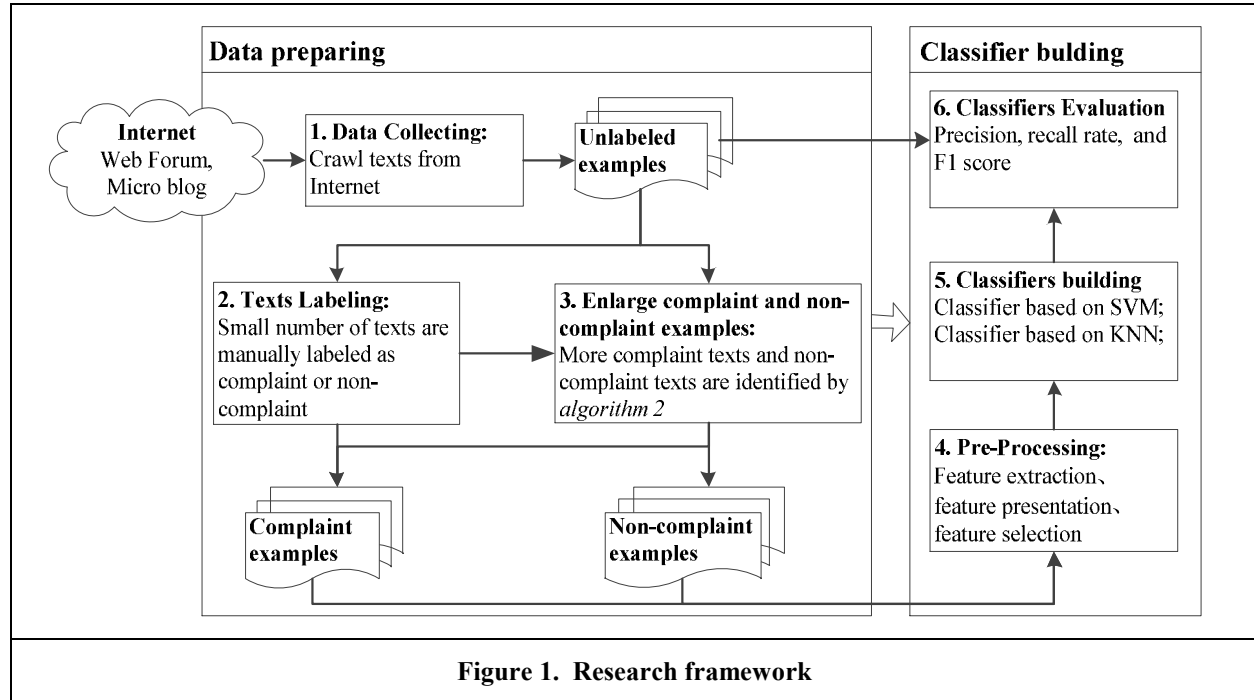 Data preparing
Classifier bulding
Internet
Web Forum,
Micro blog
1. Data Collecting:
Crawl texts from
Internet
Unlabeled
examples
6. Classifiers Evaluation
Precision, recall rate, and
F1 score
2. Texts Labeling:
Small number of texts are
manually labeled as
complaint or non-
complaint
3. Enlarge complaint and non-
complaint examples:
More complaint texts and non-
complaint texts are identified by
algorithm 2
5. Classifiers building
Classifier based on SVM;
Classifier based on KNN;
4. Pre-Processing:
Feature extraction、
feature presentation、
feature selection
Complaint
examples
Non-complaint
examples
Figure 1. Research framework